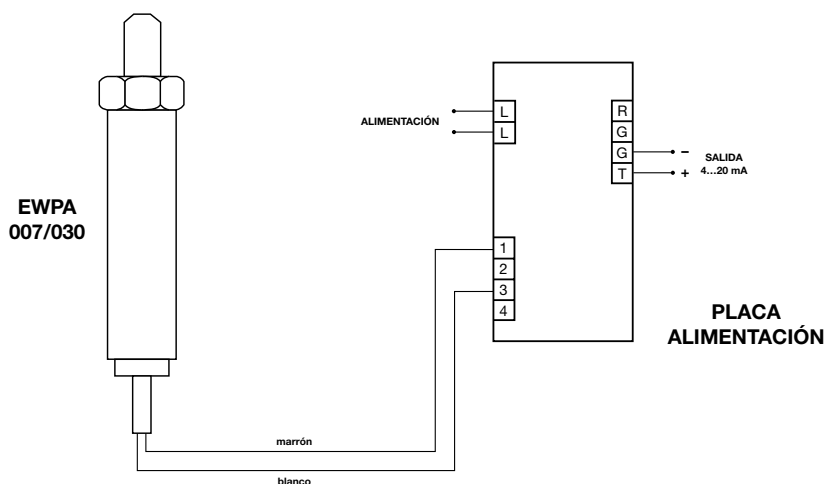 EWPA
007/030
ALIMENTACIÓN
L
L
R
G
G
T
–
+
SALIDA
4...20 mA
1
2
3
4
PLACA
ALIMENTACIÓN
marrón
blanco